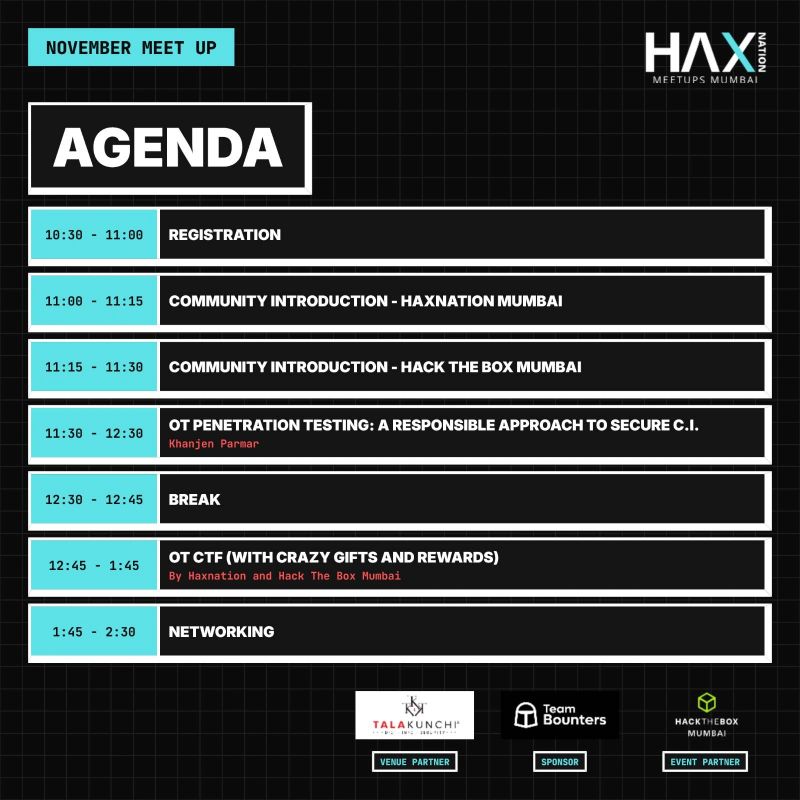 NOVEMBER MEET UP
HAX NATION
MEETUPS MUMBAI
AGENDA
10:30 - 11:00 REGISTRATION
11:00 - 11:15 COMMUNITY INTRODUCTION - HAXNATION MUMBAI
11:15 - 11:30 COMMUNITY INTRODUCTION - HACK THE BOX MUMBAI
11:30 - 12:30 OT PENETRATION TESTING: A RESPONSIBLE APPROACH TO SECURE C.I.
Khanjen Parmar
12:30 - 12:45 BREAK
12:45 - 1:45 OT CTF (WITH CRAZY GIFTS AND REWARDS)
By Haxnation and Hack The Box Mumbai
1:45 - 2:30 NETWORKING
TALAKUNCHI
VENUE PARTNER
Team
Bounters
SPONSOR
HACKTHEBOX
MUMBAI
EVENT PARTNER